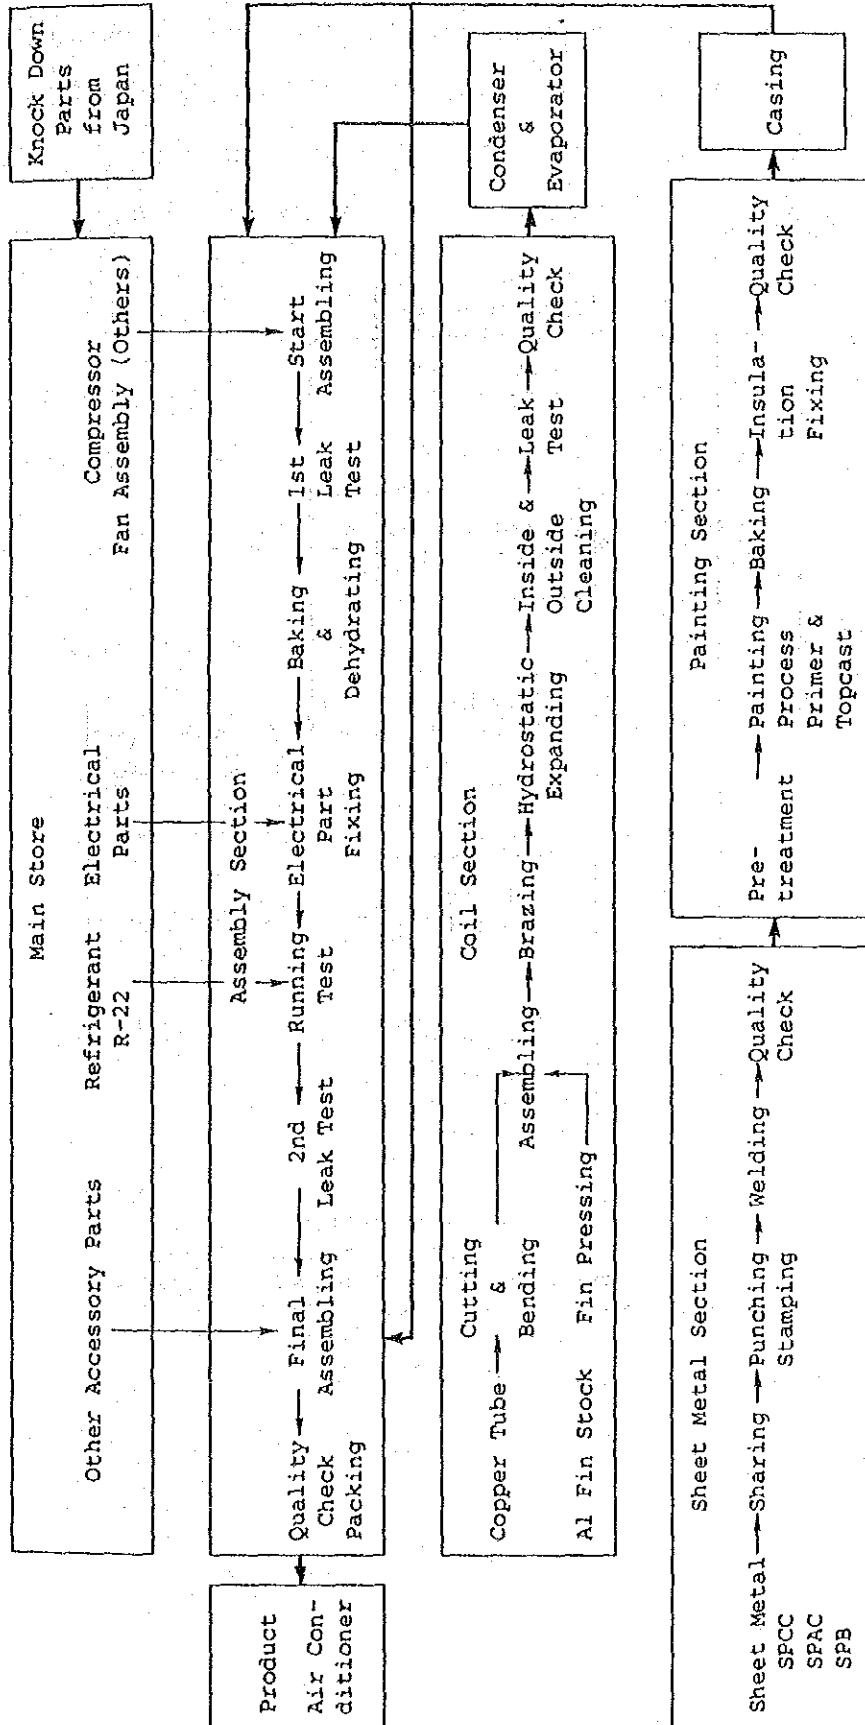 Knock Down
Parts
from
Japan
Main Store
Other Accessory Parts
Refrigerant
R-22
Electrical
Parts
Compressor
Fan Assembly (Others)
Assembly Section
Start
Assembling
1st
Leak
Test
Baking
&
Dehydrating
Electrical
Part
Fixing
Running
Test
2nd
Leak Test
Final
Assembling
Quality
Check
Packing
Product
Air Con-
ditioner
Condenser
&
Evaporator
Coil Section
Copper Tube
Cutting
&
Bending
Al Fin Stock
Fin Pressing
Assembling
Brazing
Hydrostatic
Expanding
Inside &
Outside
Cleaning
Leak
Test
Quality
Check
Casing
Sheet Metal Section
Sheet Metal
SPCC
SPAC
SPB
Sharing
Punching
Stamping
Welding
Quality
Check
Painting Section
Pre-
treatment
Painting
Process
Primer &
Topcast
Baking
Insula-
tion
Fixing
Quality
Check